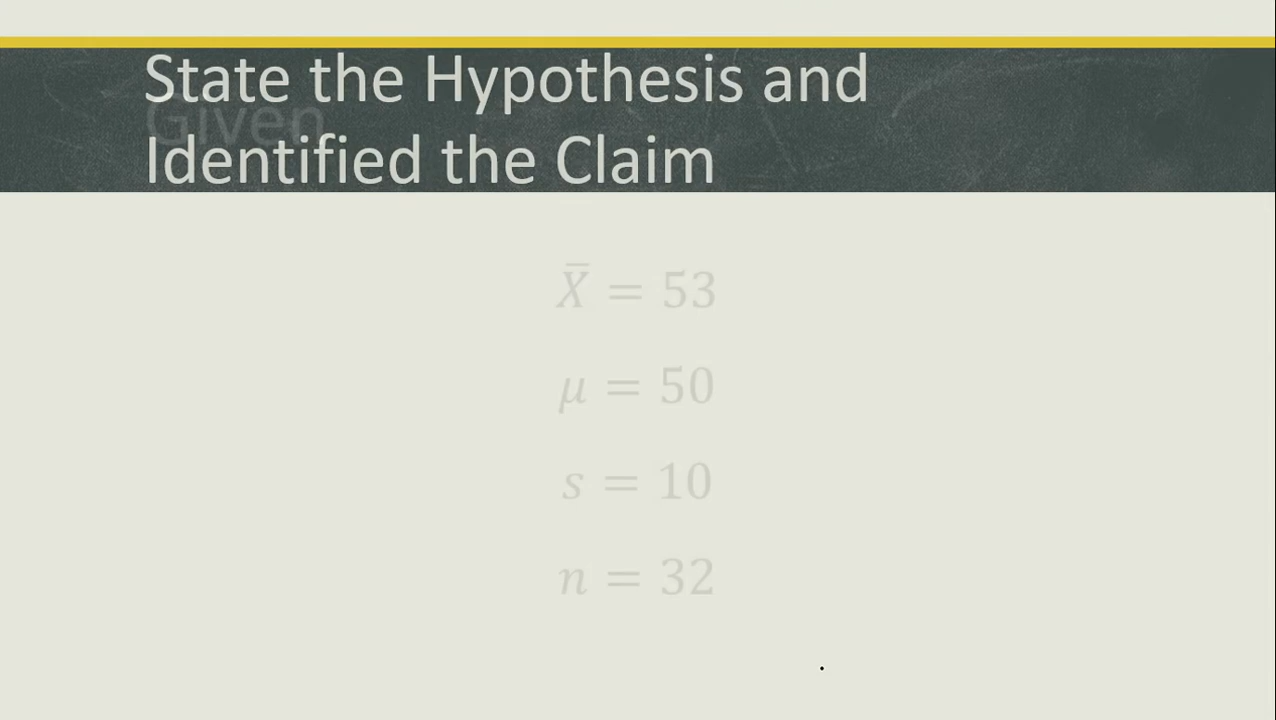 State the Hypothesis and
Given
Identified the Claim
X̄ = 53
μ = 50
s = 10
n = 32